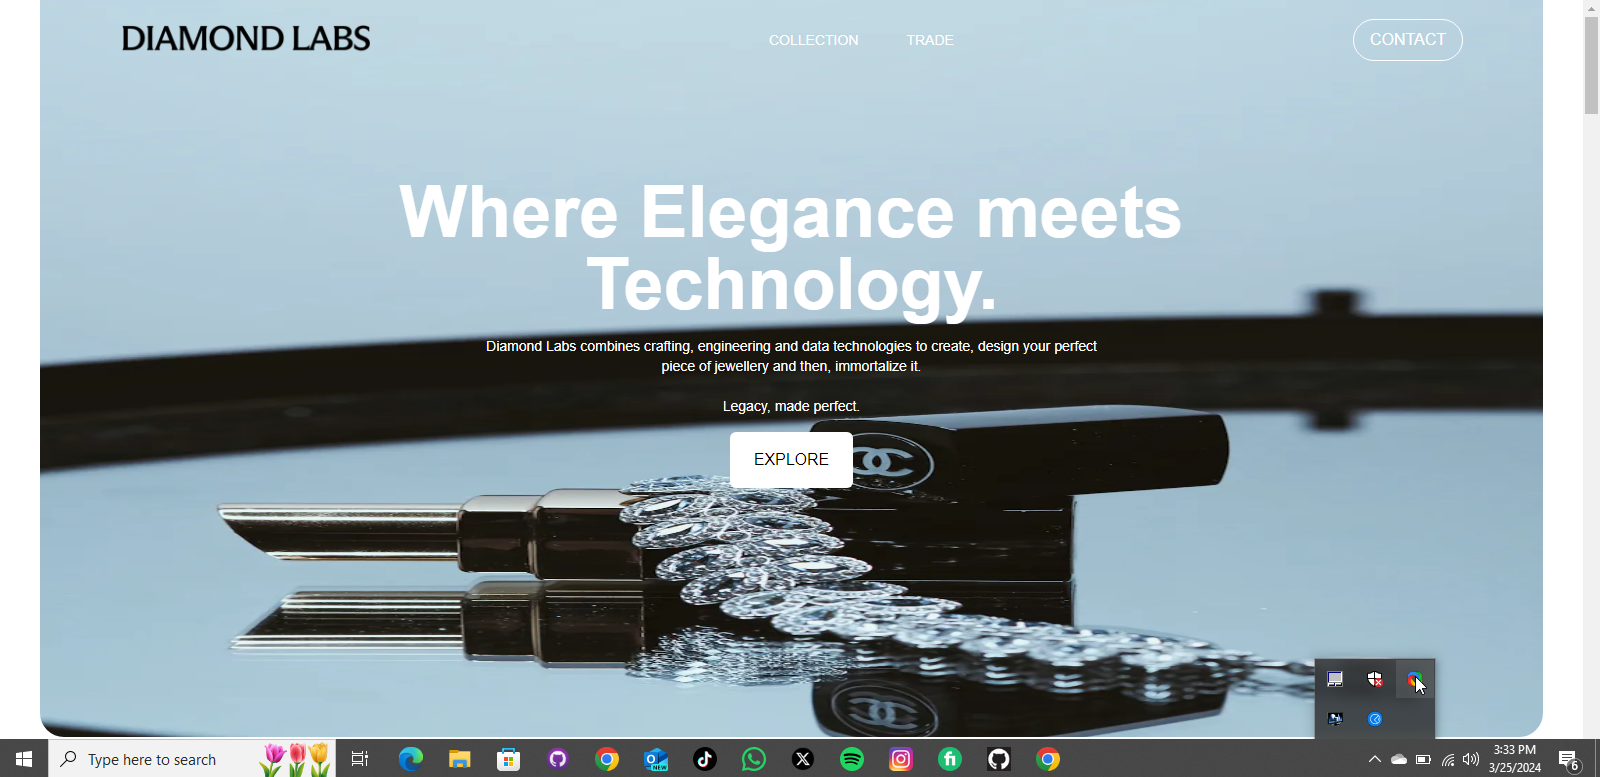 DIAMOND LABS
COLLECTION
TRADE
CONTACT
Where Elegance meets
Technology.
Diamond Labs combines crafting, engineering and data technologies to create, design your perfect
piece of jewellery and then, immortalize it.
Legacy, made perfect.
EXPLORE
CHANEL
Type here to search
NEW
3:33 PM
3/25/2024
6